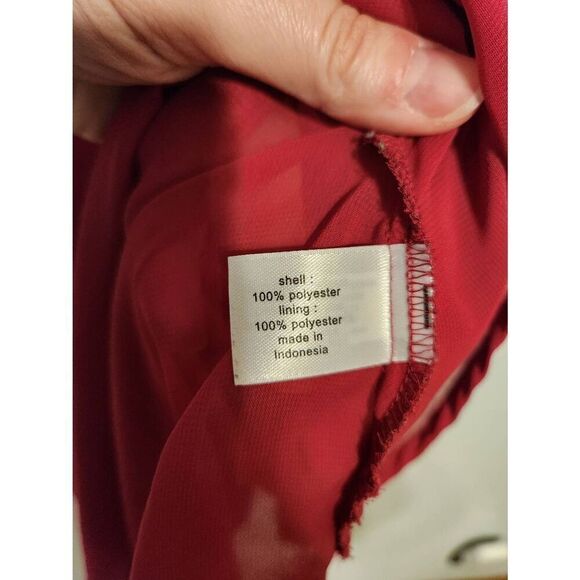 shell :
100% polyester
lining :
100% polyester
made in
Indonesia